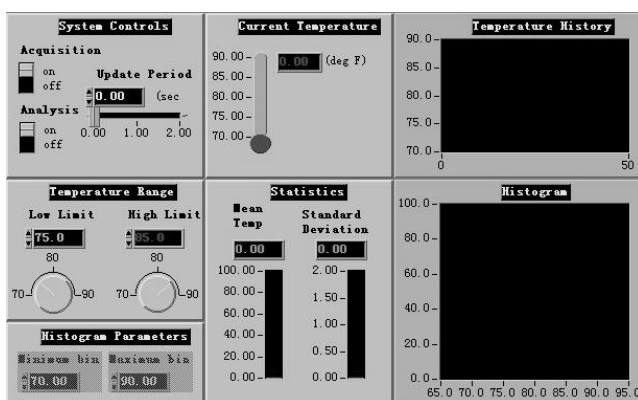 System Controls
Acquisition
on
off
Update Period
0.00
(sec
0.00 1.00 2.00
Analysis
on
off
Current Temperature
90.00
85.00
80.00
75.00
70.00
0.00
(deg F)
Temperature History
90.0
85.0
80.0
75.0
70.0
0 50
Temperature Range
Low Limit
75.0
80
70 90
High Limit
85.0
80
70 90
Histogram Parameters
Minimum bin
70.00
Maximum bin
90.00
Statistics
Mean
Temp
0.00
100.00
80.00
60.00
40.00
20.00
0.00
Standard
Deviation
0.00
2.00
1.50
1.00
0.50
0.00
Histogram
100.0
80.0
60.0
40.0
20.0
0.0
65.0 70.0 75.0 80.0 85.0 90.0 95.0